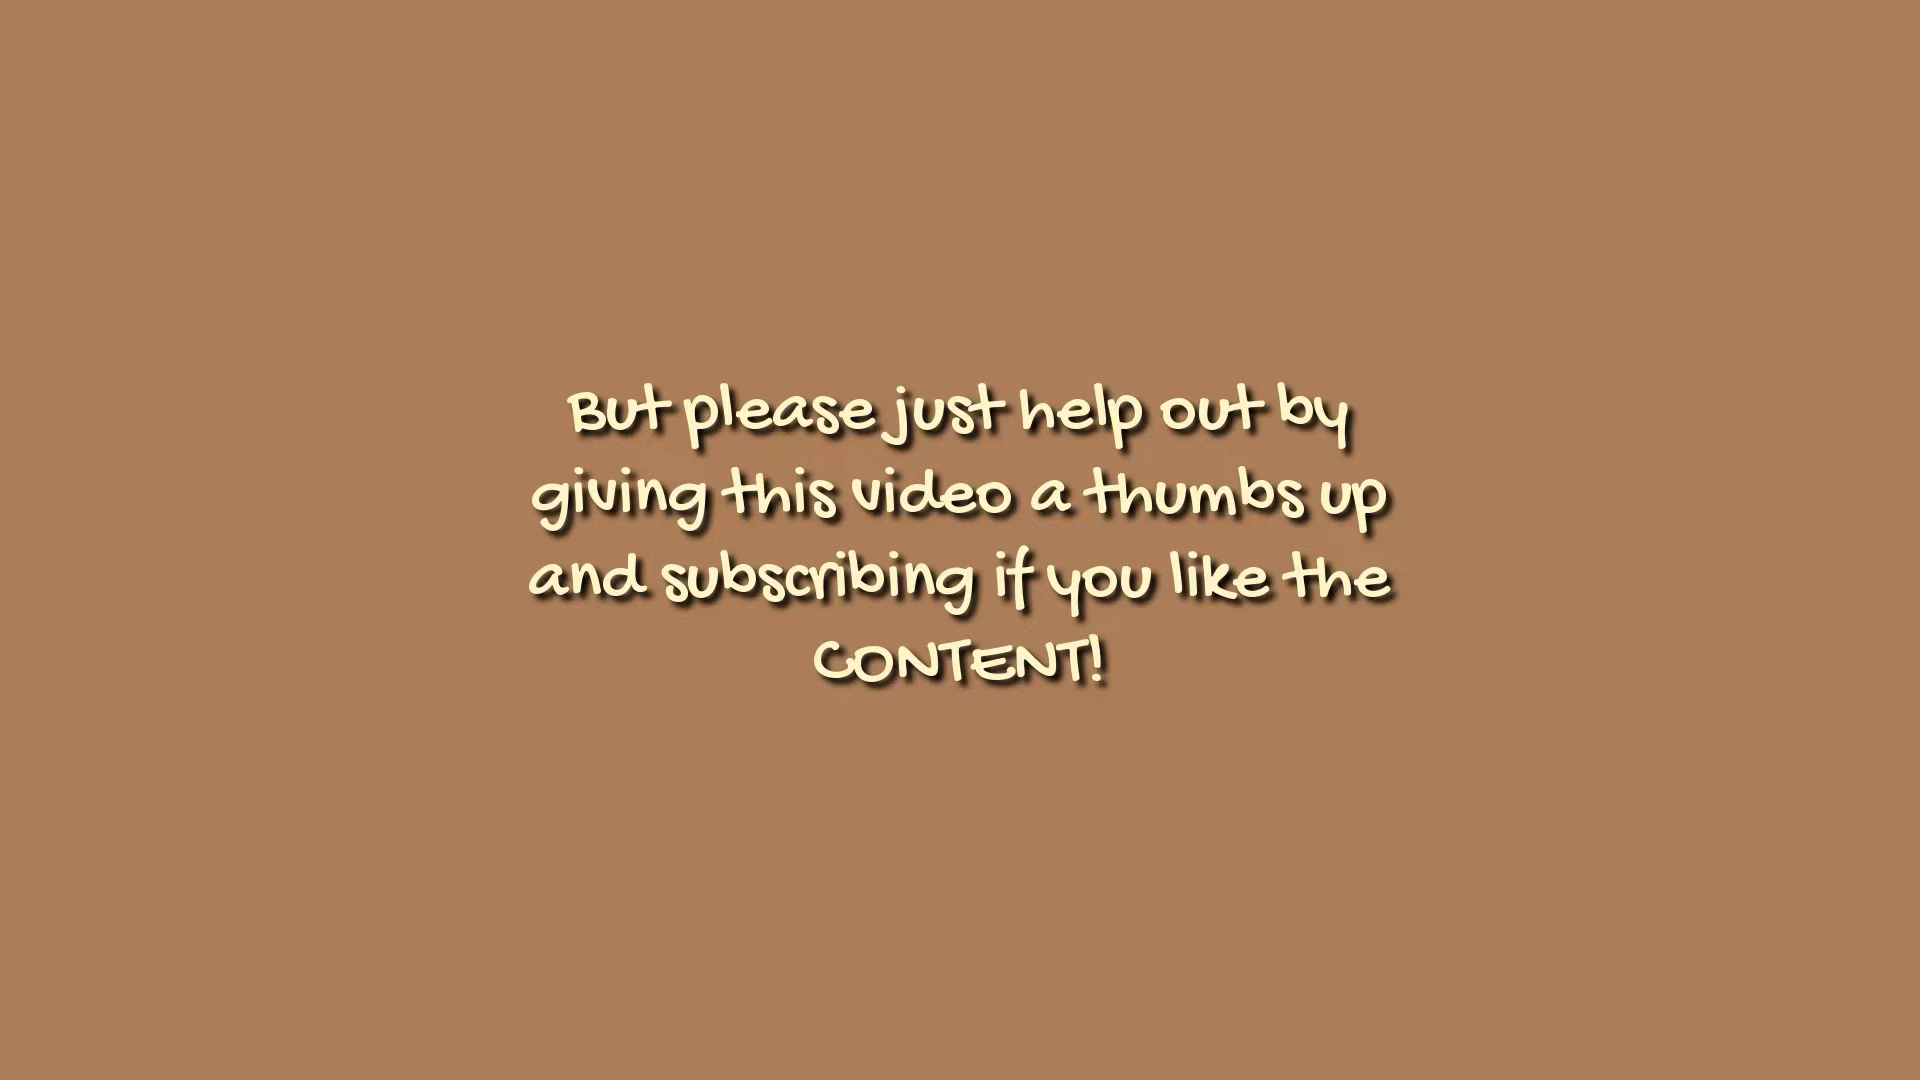 But please just help out by
giving this video a thumbs up
and subscribing if you like the
CONTENT!